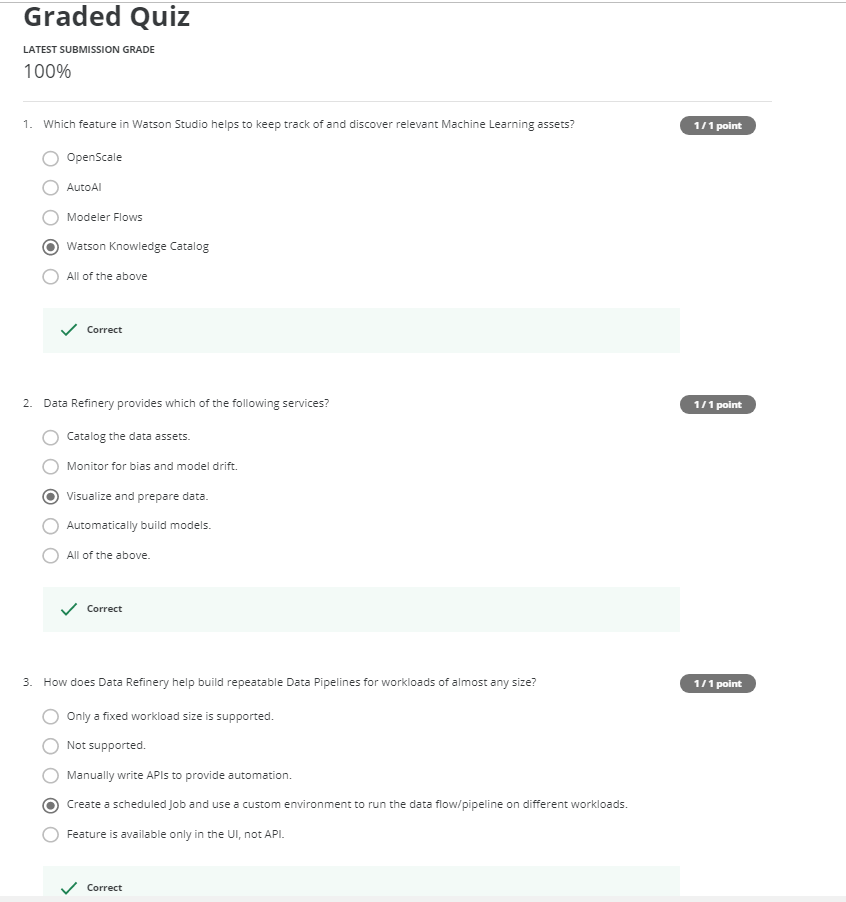 Graded Quiz
LATEST SUBMISSION GRADE
100%
1. Which feature in Watson Studio helps to keep track of and discover relevant Machine Learning assets?
1 / 1 point
OpenScale
AutoAI
Modeler Flows
Watson Knowledge Catalog
All of the above
Correct
2. Data Refinery provides which of the following services?
1 / 1 point
Catalog the data assets.
Monitor for bias and model drift.
Visualize and prepare data.
Automatically build models.
All of the above.
Correct
3. How does Data Refinery help build repeatable Data Pipelines for workloads of almost any size?
1 / 1 point
Only a fixed workload size is supported.
Not supported.
Manually write APIs to provide automation.
Create a scheduled Job and use a custom environment to run the data flow/pipeline on different workloads.
Feature is available only in the UI, not API.
Correct